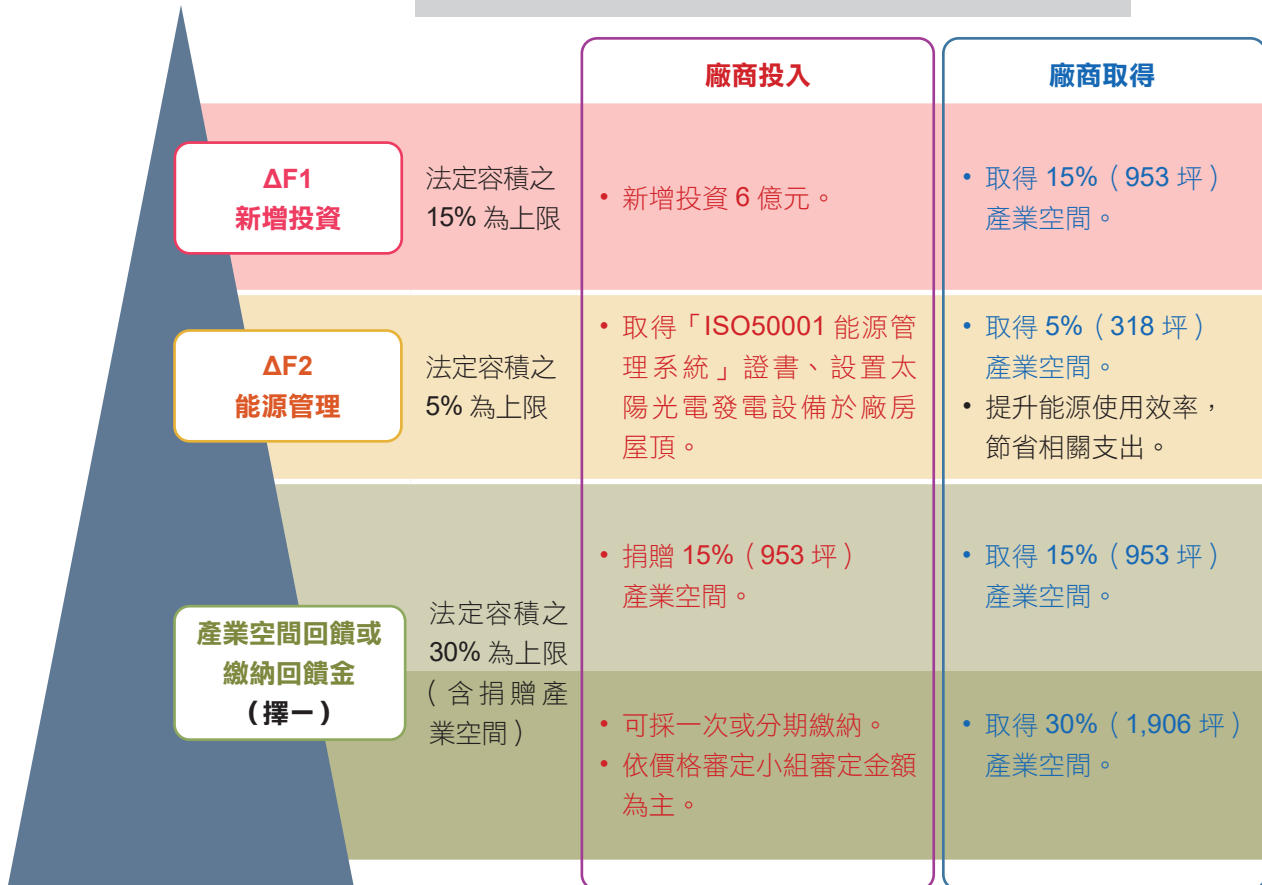 廠商投入
廠商取得
ΔF1
新增投資
法定容積之
15% 為上限
• 新增投資 6 億元。
• 取得 15%（953 坪）
產業空間。
ΔF2
能源管理
法定容積之
5% 為上限
• 取得「ISO50001 能源管
理系統」證書、設置太
陽光電發電設備於廠房
屋頂。
• 取得 5%（318 坪）
產業空間。
• 提升能源使用效率，
節省相關支出。
產業空間回饋或
繳納回饋金
（擇一）
法定容積之
30% 為上限
（含捐贈產
業空間）
• 捐贈 15%（953 坪）
產業空間。
• 取得 15%（953 坪）
產業空間。
• 可採一次或分期繳納。
• 依價格審定小組審定金額
為主。
• 取得 30%（1,906 坪）
產業空間。